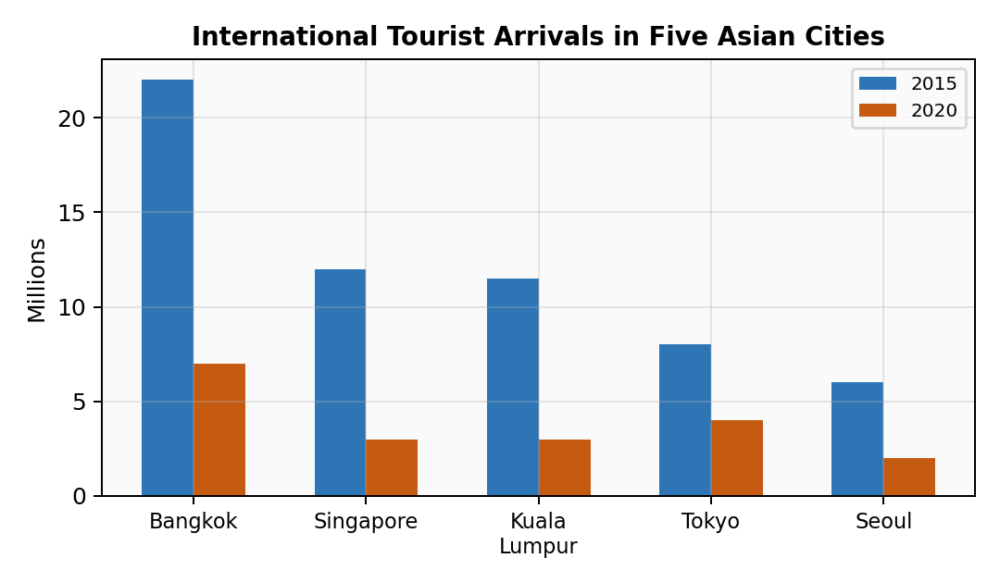 International Tourist Arrivals in Five Asian Cities
2015
2020
Millions
20
15
10
5
0
Bangkok
Singapore
Kuala
Lumpur
Tokyo
Seoul